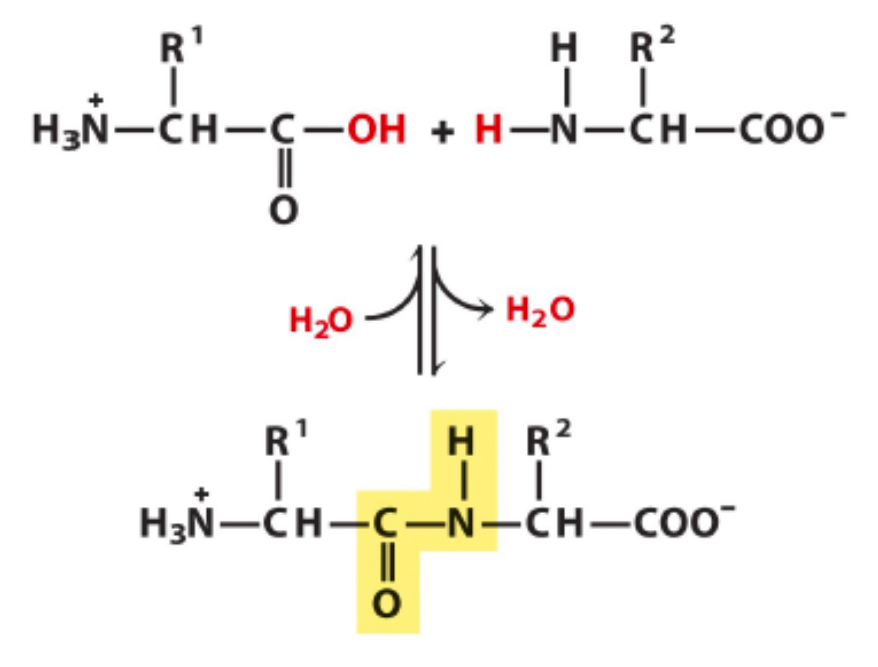 R¹ H R²
H₃N⁺—CH—C—OH + H—N—CH—COO⁻
O
H₂O H₂O
R¹ H R²
H₃N⁺—CH—C—N—CH—COO⁻
O